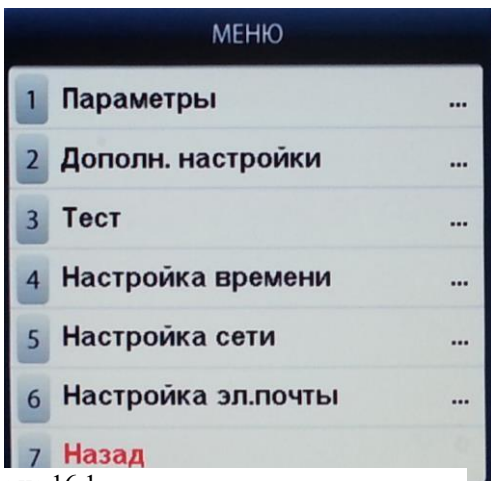 МЕНЮ
1 Параметры ...
2 Дополн. настройки ...
3 Тест ...
4 Настройка времени ...
5 Настройка сети ...
6 Настройка эл.почты ...
7 Назад